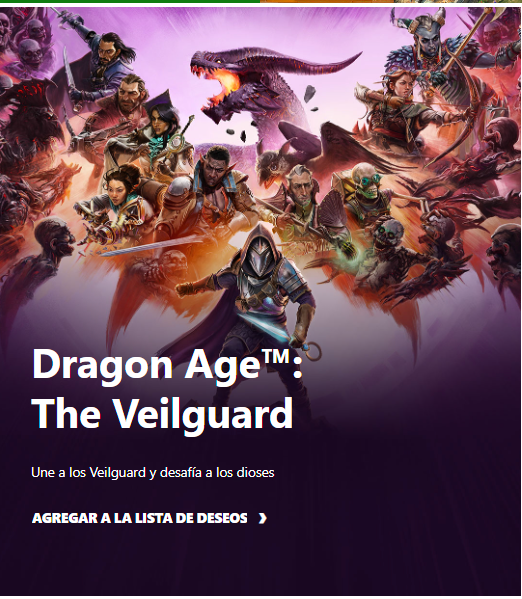 Dragon Age™:
The Veilguard
Une a los Veilguard y desafía a los dioses
AGREGAR A LA LISTA DE DESEOS ❯